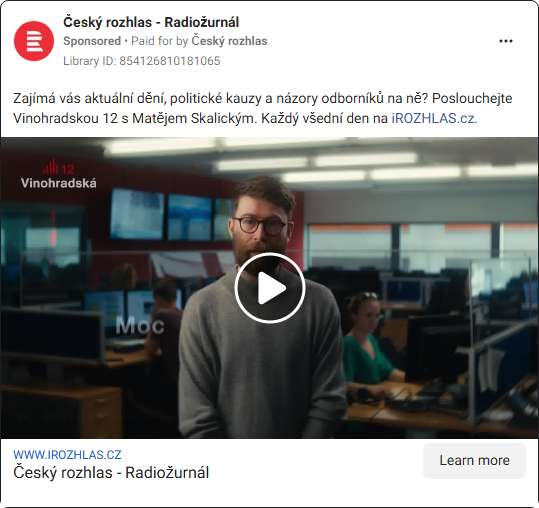 Český rozhlas - Radiožurnál
Sponsored • Paid for by Český rozhlas
Library ID: 854126810181065
Zajímá vás aktuální dění, politické kauzy a názory odborníků na ně? Poslouchejte
Vinohradskou 12 s Matějem Skalickým. Každý všední den na iROZHLAS.cz.
12
Vinohradská
Moc
WWW.IROZHLAS.CZ
Český rozhlas - Radiožurnál
Learn more